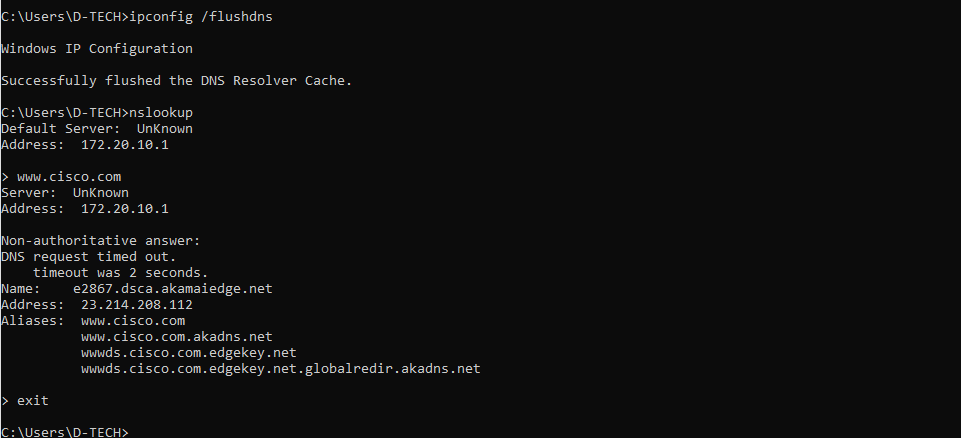 C:\Users\D-TECH>ipconfig /flushdns
Windows IP Configuration
Successfully flushed the DNS Resolver Cache.
C:\Users\D-TECH>nslookup
Default Server:  UnKnown
Address:  172.20.10.1
> www.cisco.com
Server:  UnKnown
Address:  172.20.10.1
Non-authoritative answer:
DNS request timed out.
    timeout was 2 seconds.
Name:    e2867.dsca.akamaiedge.net
Address:  23.214.208.112
Aliases:  www.cisco.com
          www.cisco.com.akadns.net
          wwwds.cisco.com.edgekey.net
          wwwds.cisco.com.edgekey.net.globalredir.akadns.net
> exit
C:\Users\D-TECH>